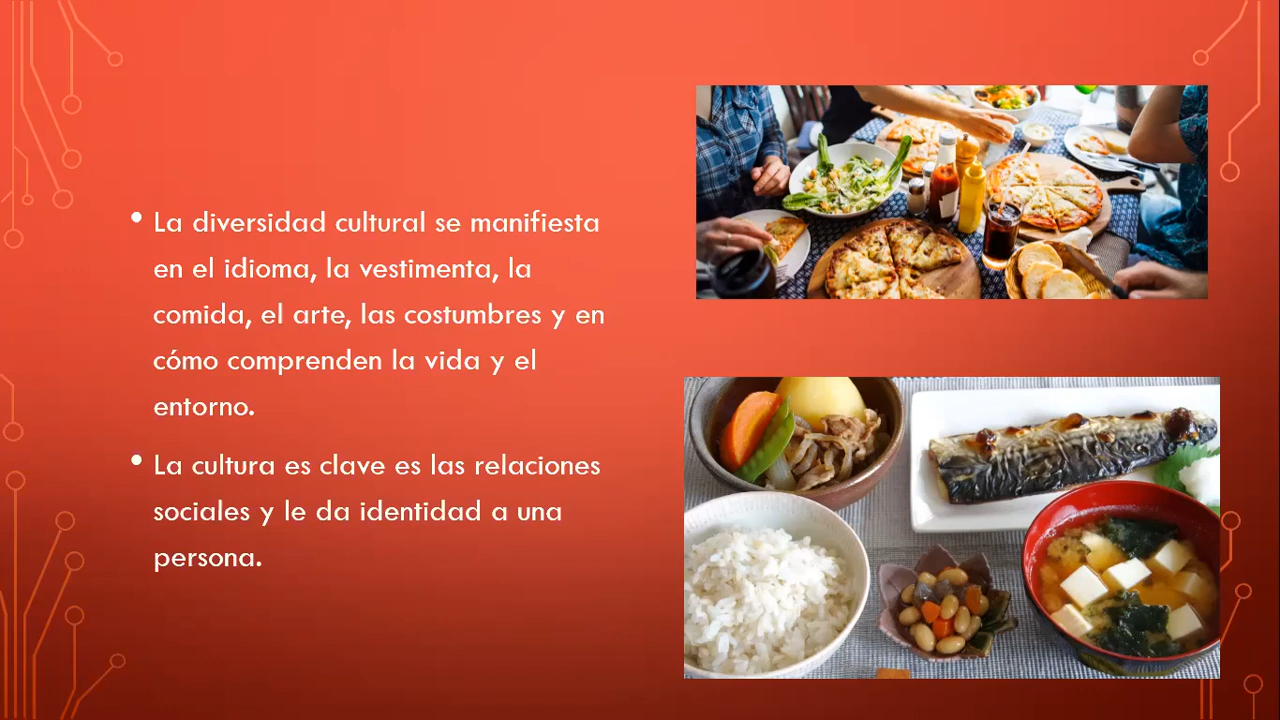 • La diversidad cultural se manifiesta
en el idioma, la vestimenta, la
comida, el arte, las costumbres y en
cómo comprenden la vida y el
entorno.
• La cultura es clave es las relaciones
sociales y le da identidad a una
persona.